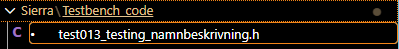 Sierra\Testbench_code
C • test013_testing_namnbeskrivning.h